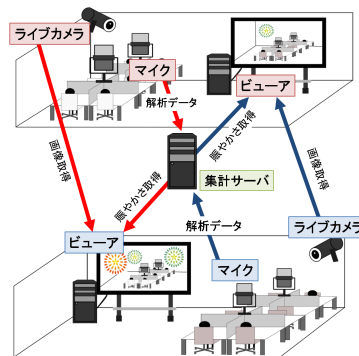 ライブカメラ
マイク
ビューア
解析データ
画像取得
賑やかさ取得
画像取得
集計サーバ
賑やかさ取得
解析データ
ビューア
ライブカメラ
マイク